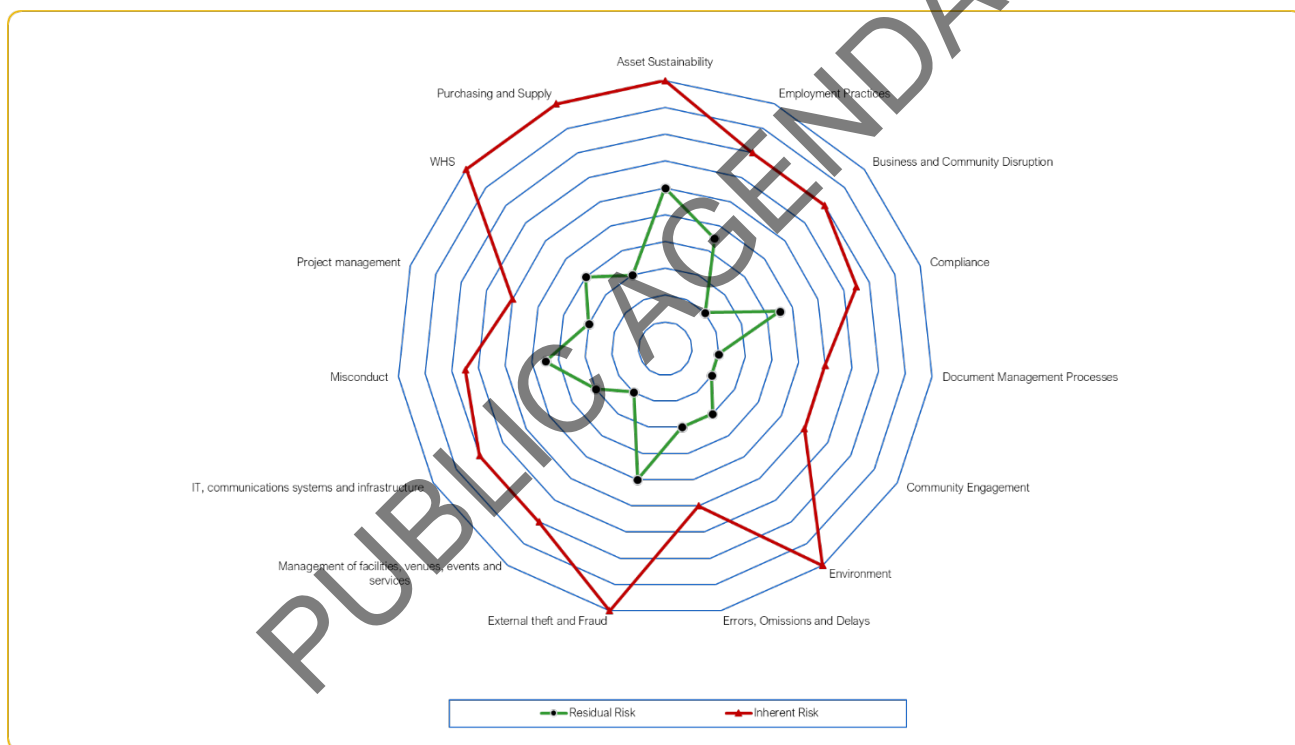 Asset Sustainability
Purchasing and Supply
Employment Practices
WHS
Business and Community Disruption
Project management
Compliance
Misconduct
Document Management Processes
IT, communications systems and infrastructure
Community Engagement
Management of facilities, venues, events and
services
Environment
External theft and Fraud
Errors, Omissions and Delays
Residual Risk
Inherent Risk
PUBLIC AGENDA